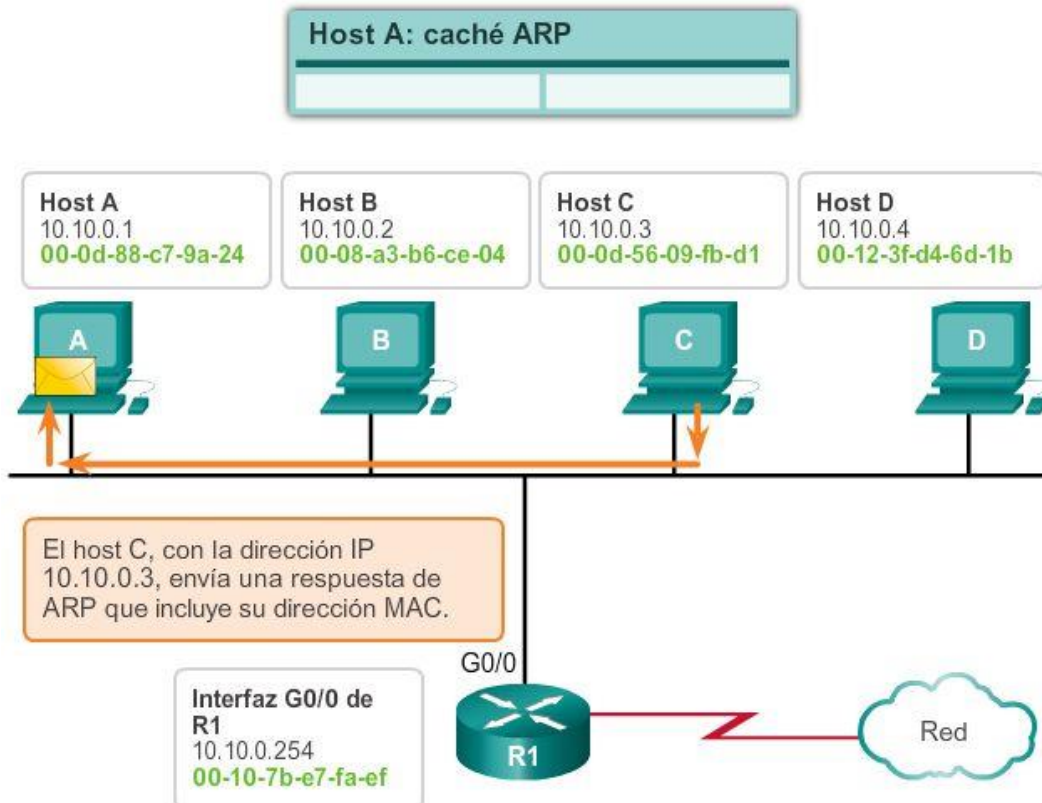 Host A: caché ARP
Host A
10.10.0.1
00-0d-88-c7-9a-24
Host B
10.10.0.2
00-08-a3-b6-ce-04
Host C
10.10.0.3
00-0d-56-09-fb-d1
Host D
10.10.0.4
00-12-3f-d4-6d-1b
A
B
C
D
El host C, con la dirección IP
10.10.0.3, envía una respuesta de
ARP que incluye su dirección MAC.
G0/0
Interfaz G0/0 de
R1
10.10.0.254
00-10-7b-e7-fa-ef
R1
Red